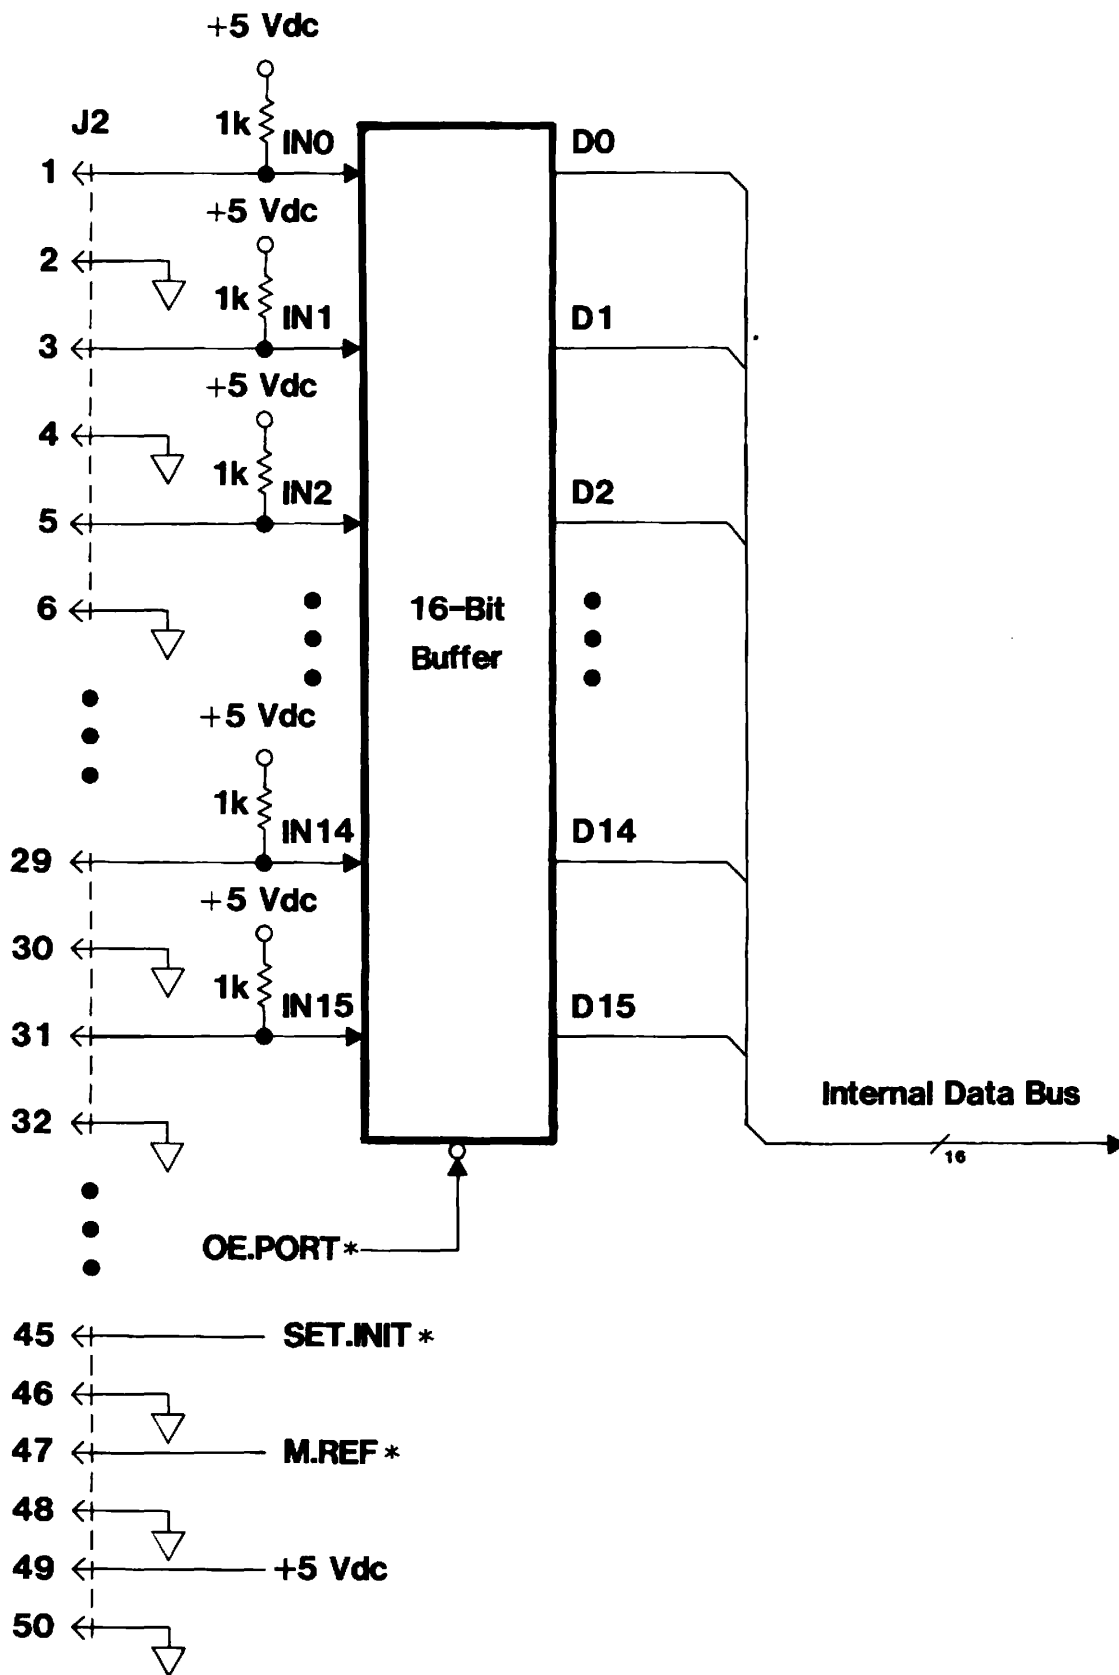 +5 Vdc
J2
1k
IN0
D0
1
+5 Vdc
2
1k
IN1
D1
3
+5 Vdc
4
1k
IN2
D2
5
6
16-Bit
Buffer
+5 Vdc
1k
IN14
D14
29
+5 Vdc
30
1k
IN15
D15
31
Internal Data Bus
32
16
OE.PORT*
45
SET.INIT*
46
47
M.REF*
48
49
+5 Vdc
50